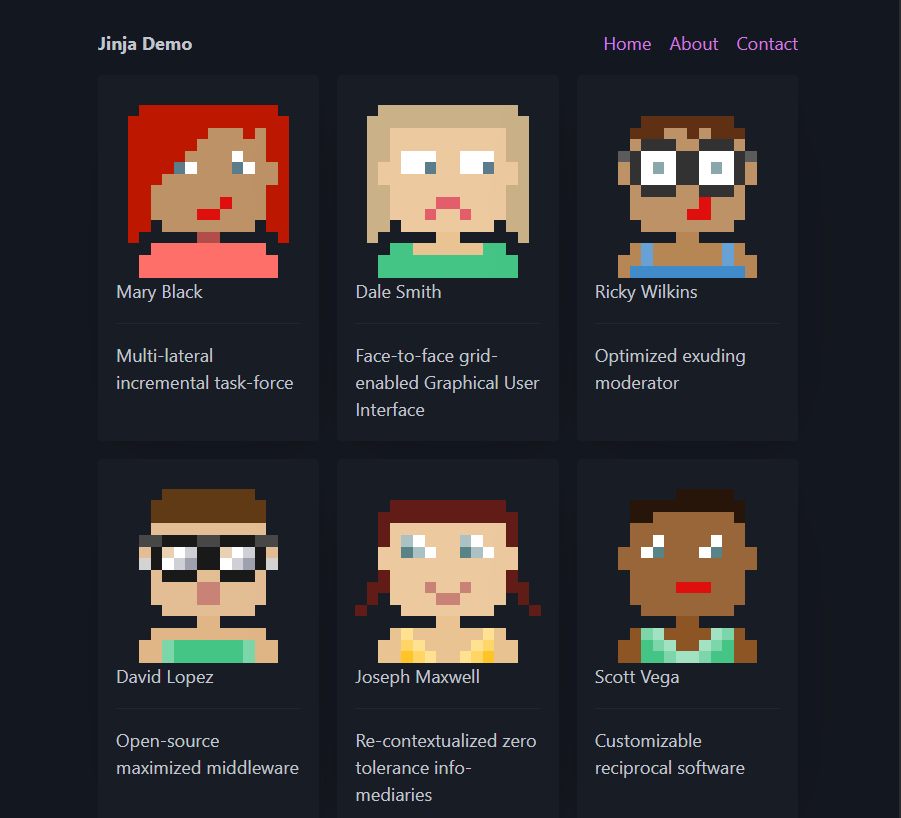 Jinja Demo
Home About Contact
Mary Black
Multi-lateral
incremental task-force
Dale Smith
Face-to-face grid-
enabled Graphical User
Interface
Ricky Wilkins
Optimized exuding
moderator
David Lopez
Open-source
maximized middleware
Joseph Maxwell
Re-contextualized zero
tolerance info-
mediaries
Scott Vega
Customizable
reciprocal software